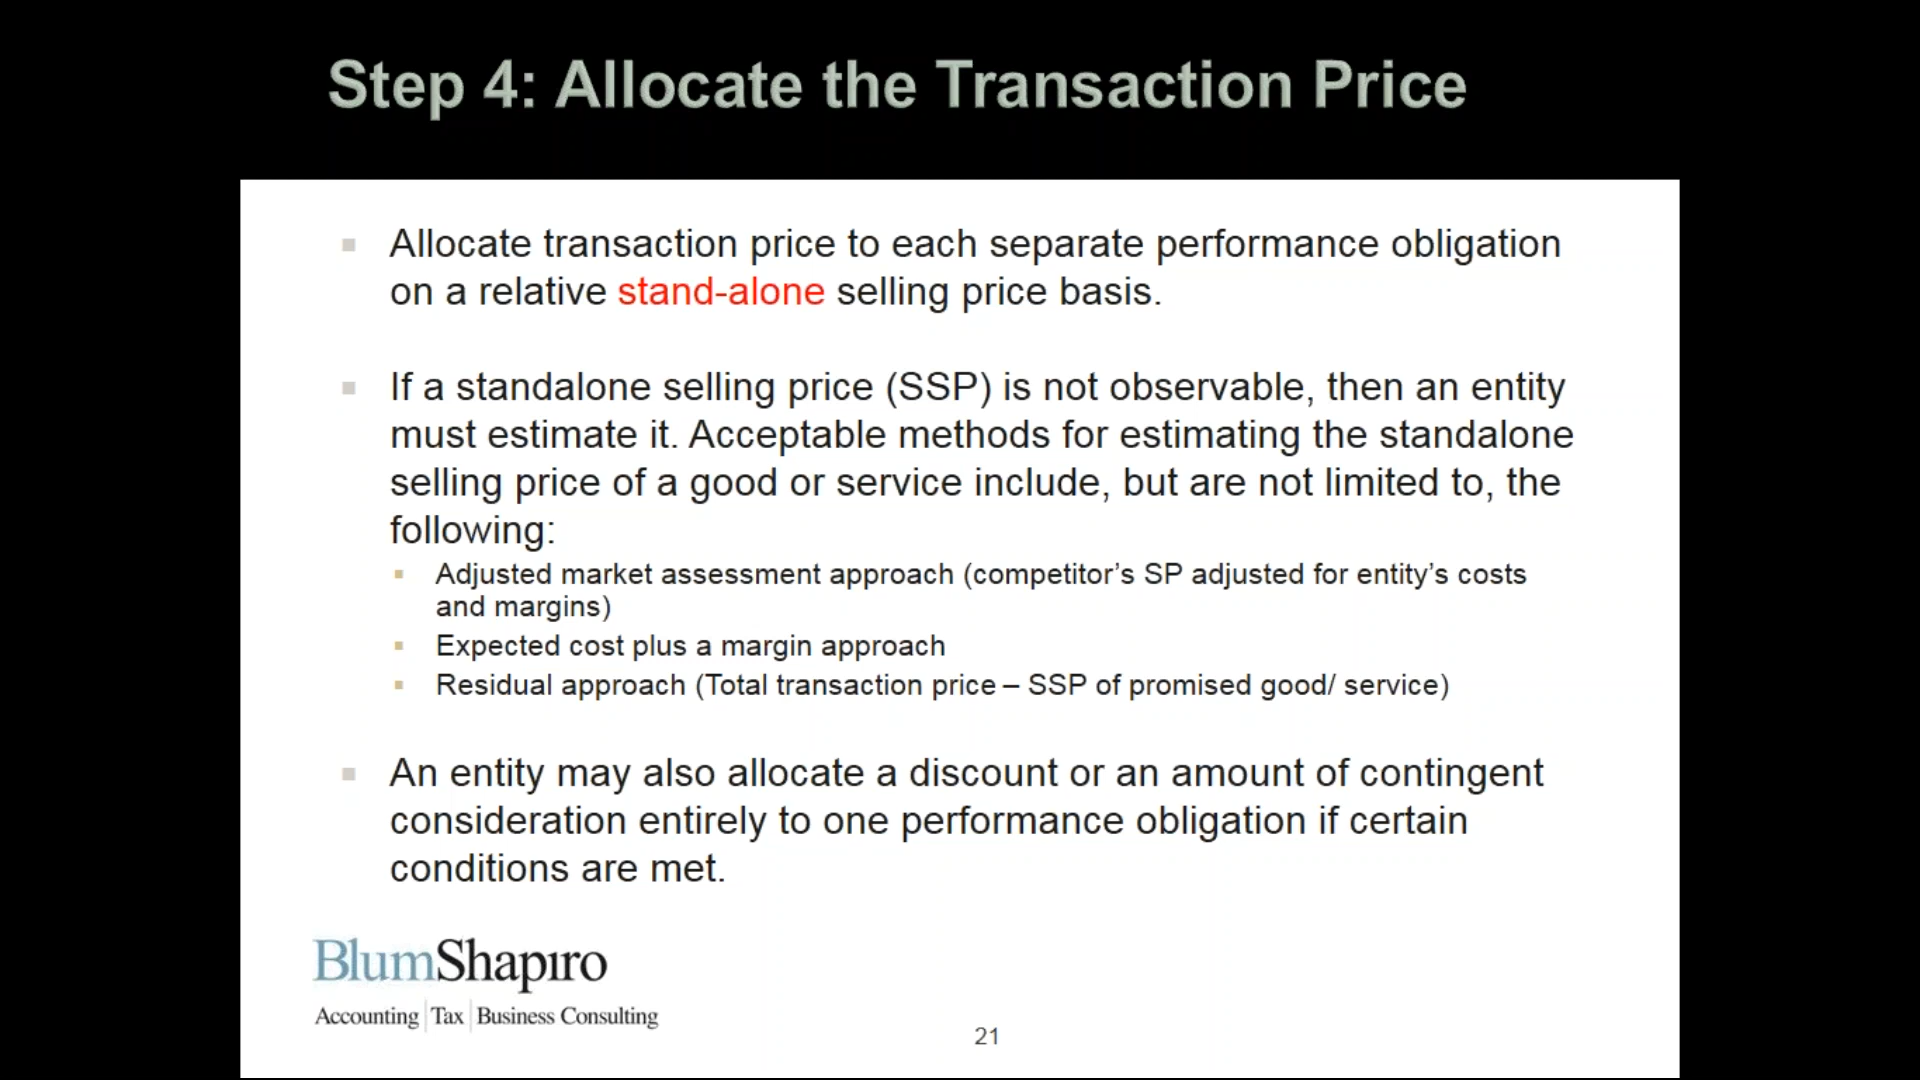 Step 4: Allocate the Transaction Price
Allocate transaction price to each separate performance obligation
on a relative stand-alone selling price basis.
If a standalone selling price (SSP) is not observable, then an entity
must estimate it. Acceptable methods for estimating the standalone
selling price of a good or service include, but are not limited to, the
following:
Adjusted market assessment approach (competitor’s SP adjusted for entity’s costs
and margins)
Expected cost plus a margin approach
Residual approach (Total transaction price – SSP of promised good/ service)
An entity may also allocate a discount or an amount of contingent
consideration entirely to one performance obligation if certain
conditions are met.
BlumShapiro
Accounting | Tax | Business Consulting
21